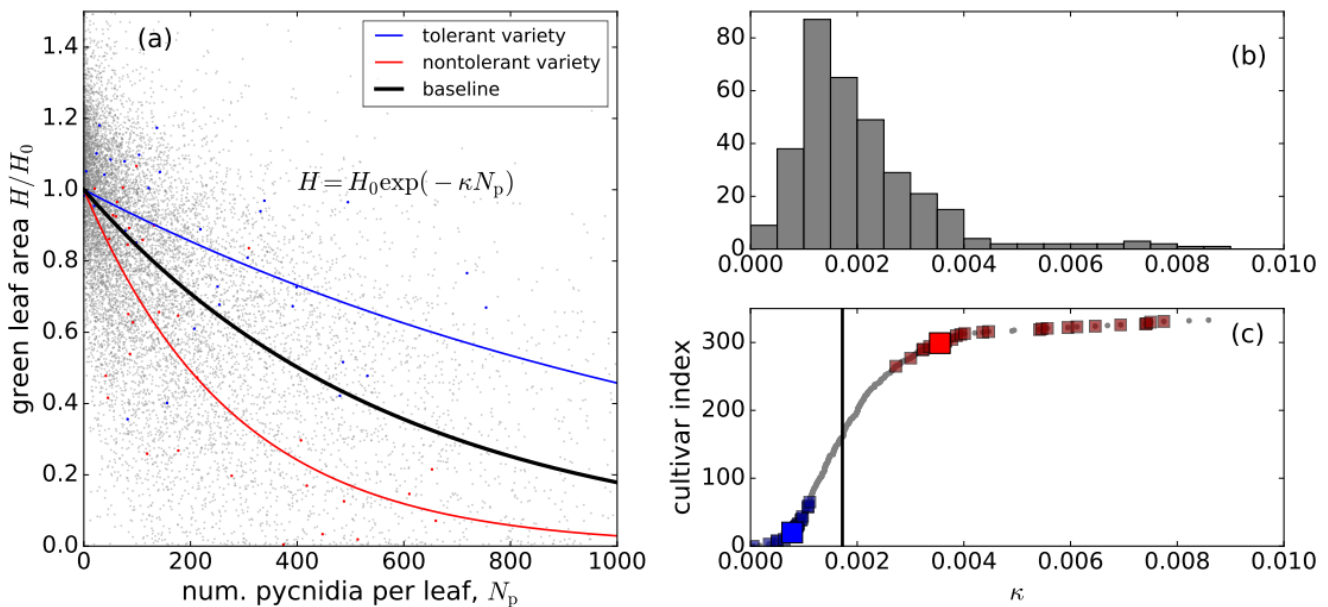 (a)
tolerant variety
nontolerant variety
baseline
H = H₀exp(− κNₚ)
green leaf area H/H₀
1.4
1.2
1.0
0.8
0.6
0.4
0.2
0.0
0 200 400 600 800 1000
num. pycnidia per leaf, Nₚ
(b)
80
60
40
20
0
0.000 0.002 0.004 0.006 0.008 0.010
(c)
cultivar index
300
200
100
0
0.000 0.002 0.004 0.006 0.008 0.010
κ